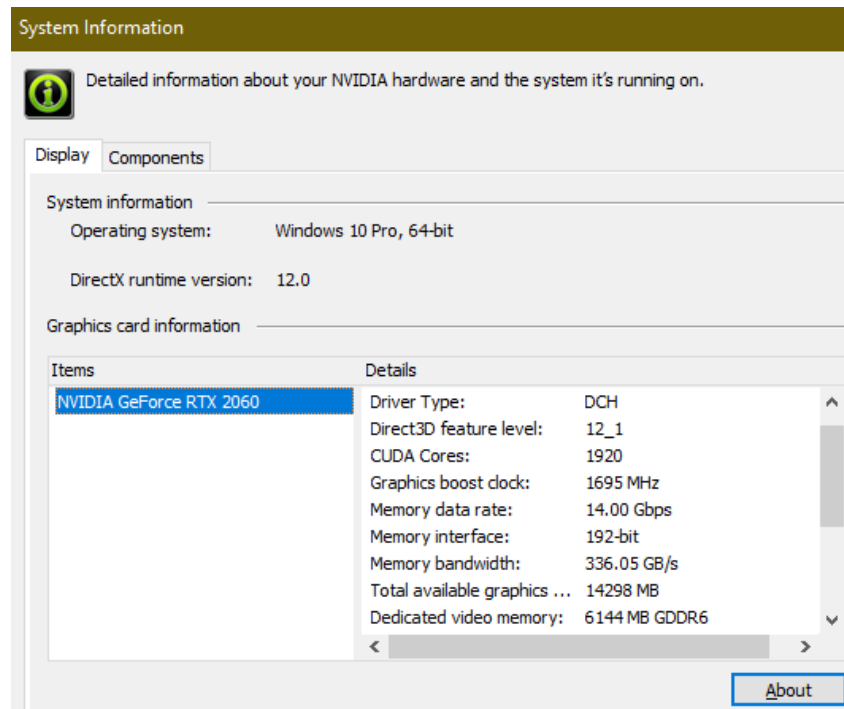 System Information
Detailed information about your NVIDIA hardware and the system it’s running on.
Display Components
System information
Operating system: Windows 10 Pro, 64-bit
DirectX runtime version: 12.0
Graphics card information
Items Details
NVIDIA GeForce RTX 2060 Driver Type: DCH
Direct3D feature level: 12_1
CUDA Cores: 1920
Graphics boost clock: 1695 MHz
Memory data rate: 14.00 Gbps
Memory interface: 192-bit
Memory bandwidth: 336.05 GB/s
Total available graphics ... 14298 MB
Dedicated video memory: 6144 MB GDDR6
About